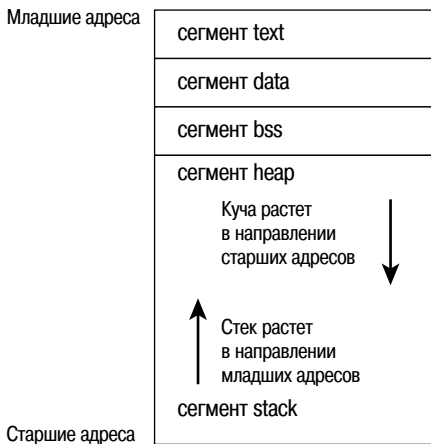 Младшие адреса
сегмент text
сегмент data
сегмент bss
сегмент heap
Куча растет
в направлении
старших адресов
Стек растет
в направлении
младших адресов
сегмент stack
Старшие адреса